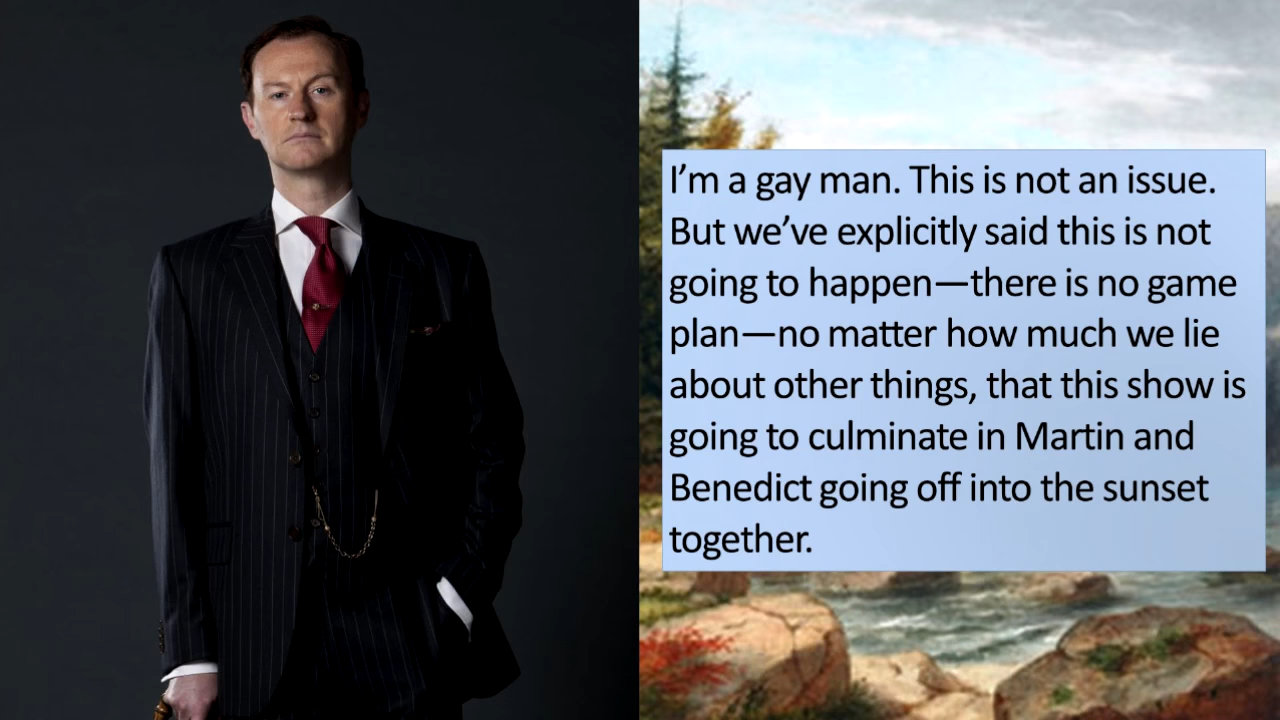 I’m a gay man. This is not an issue.
But we’ve explicitly said this is not
going to happen—there is no game
plan—no matter how much we lie
about other things, that this show is
going to culminate in Martin and
Benedict going off into the sunset
together.